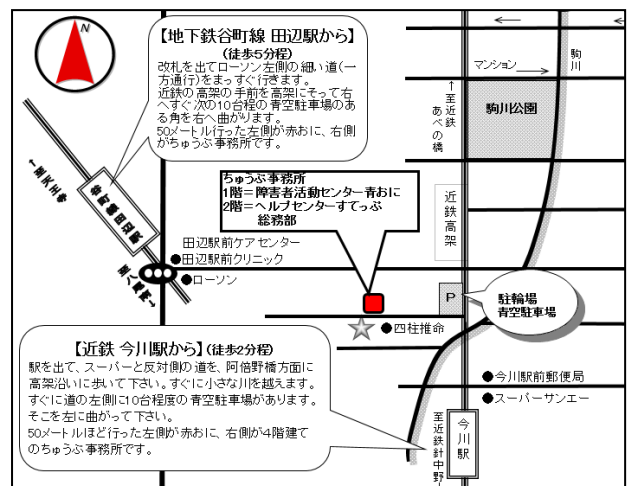 N
【地下鉄谷町線 田辺駅から】
(徒歩5分程)
改札を出てローソン左側の細い道(一
方通行)をまっすぐ行きます。
近鉄の高架の手前を高架にそって右
へすぐ次の10台程の青空駐車場のあ
る角を右へ曲がります。
50メートル行った左側が赤おに、右側
がちゅうぶ事務所です。
マンション
駒川
駒川公園
↑至近鉄
あべの橋
近鉄高架
←至天王寺
谷町線田辺駅
至八尾南→
ちゅうぶ事務所
1階=障害者活動センター青おに
2階=ヘルプセンターすてっぷ
総務部
田辺駅前ケアセンター
●田辺駅前クリニック
●ローソン
P
駐輪場
青空駐車場
●四柱推命
【近鉄 今川駅から】(徒歩2分程)
駅を出て、スーパーと反対側の道を、阿倍野橋方面に
高架沿いに歩いて下さい。すぐに小さな川を越えます。
すぐに道の左側に10台程度の青空駐車場があります。
そこを左に曲がって下さい。
50メートルほど行った左側が赤おに、右側が4階建て
のちゅうぶ事務所です。
●今川駅前郵便局
●スーパーサンエー
今川駅
至近鉄針中野